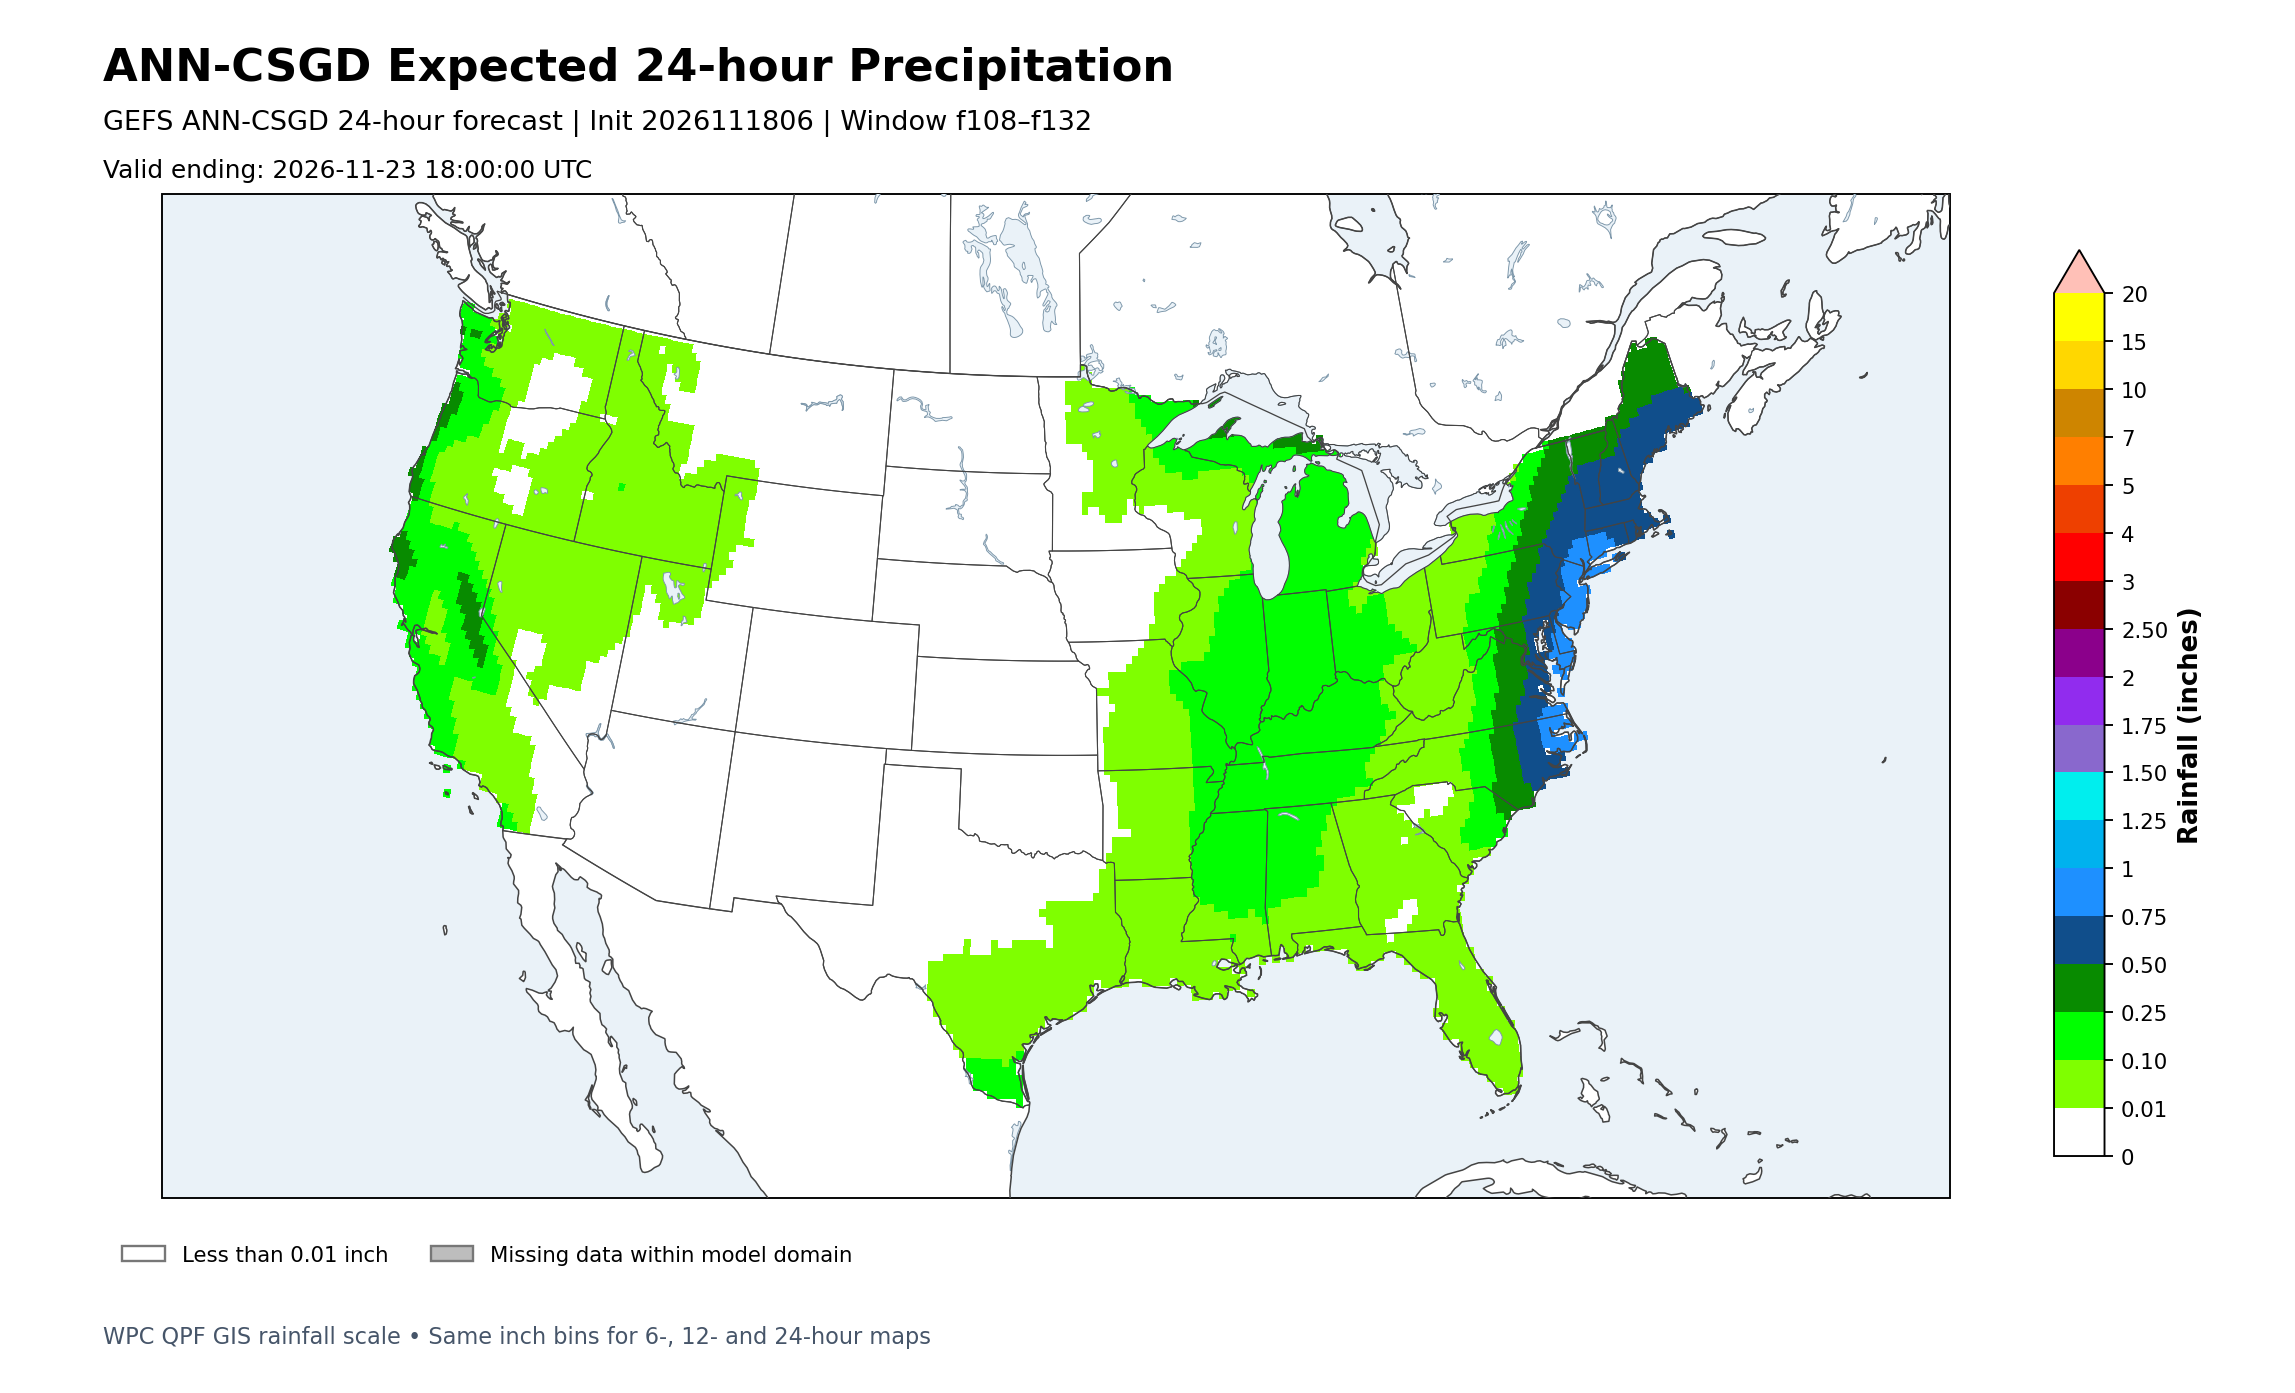 ANN-CSGD Expected 24-hour Precipitation
GEFS ANN-CSGD 24-hour forecast | Init 2026111806 | Window f108–f132
Valid ending: 2026-11-23 18:00:00 UTC
20
15
10
7
5
4
3
2.50
2
1.75
1.50
1.25
1
0.75
0.50
0.25
0.10
0.01
0
Rainfall (inches)
Less than 0.01 inch
Missing data within model domain
WPC QPF GIS rainfall scale • Same inch bins for 6-, 12- and 24-hour maps